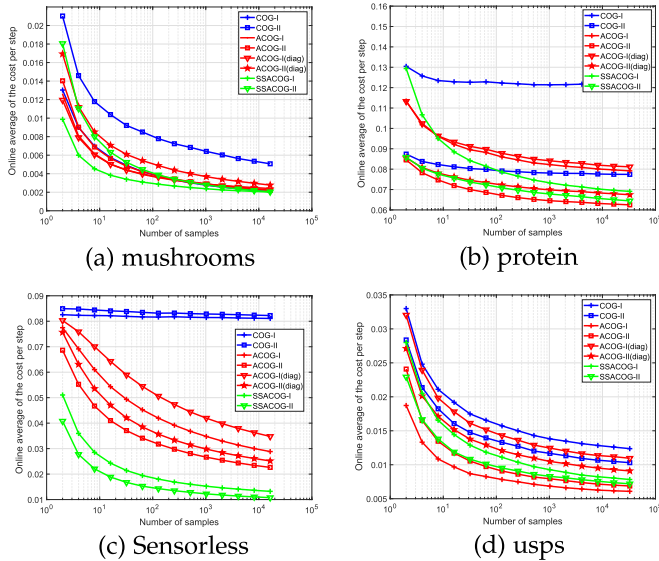 Online average of the cost per step
0.02
0.018
0.016
0.014
0.012
0.01
0.008
0.006
0.004
0.002
0
10^0
10^1
10^2
10^3
10^4
10^5
Number of samples
COG-I
COG-II
ACOG-I
ACOG-II
ACOG-I(diag)
ACOG-II(diag)
SSACOG-I
SSACOG-II
(a) mushrooms
Online average of the cost per step
0.16
0.15
0.14
0.13
0.12
0.11
0.1
0.09
0.08
0.07
0.06
10^0
10^1
10^2
10^3
10^4
10^5
Number of samples
COG-I
COG-II
ACOG-I
ACOG-II
ACOG-I(diag)
ACOG-II(diag)
SSACOG-I
SSACOG-II
(b) protein
Online average of the cost per step
0.09
0.08
0.07
0.06
0.05
0.04
0.03
0.02
0.01
10^0
10^1
10^2
10^3
10^4
10^5
Number of samples
COG-I
COG-II
ACOG-I
ACOG-II
ACOG-I(diag)
ACOG-II(diag)
SSACOG-I
SSACOG-II
(c) Sensorless
Online average of the cost per step
0.035
0.03
0.025
0.02
0.015
0.01
0.005
10^0
10^1
10^2
10^3
10^4
10^5
Number of samples
COG-I
COG-II
ACOG-I
ACOG-II
ACOG-I(diag)
ACOG-II(diag)
SSACOG-I
SSACOG-II
(d) usps